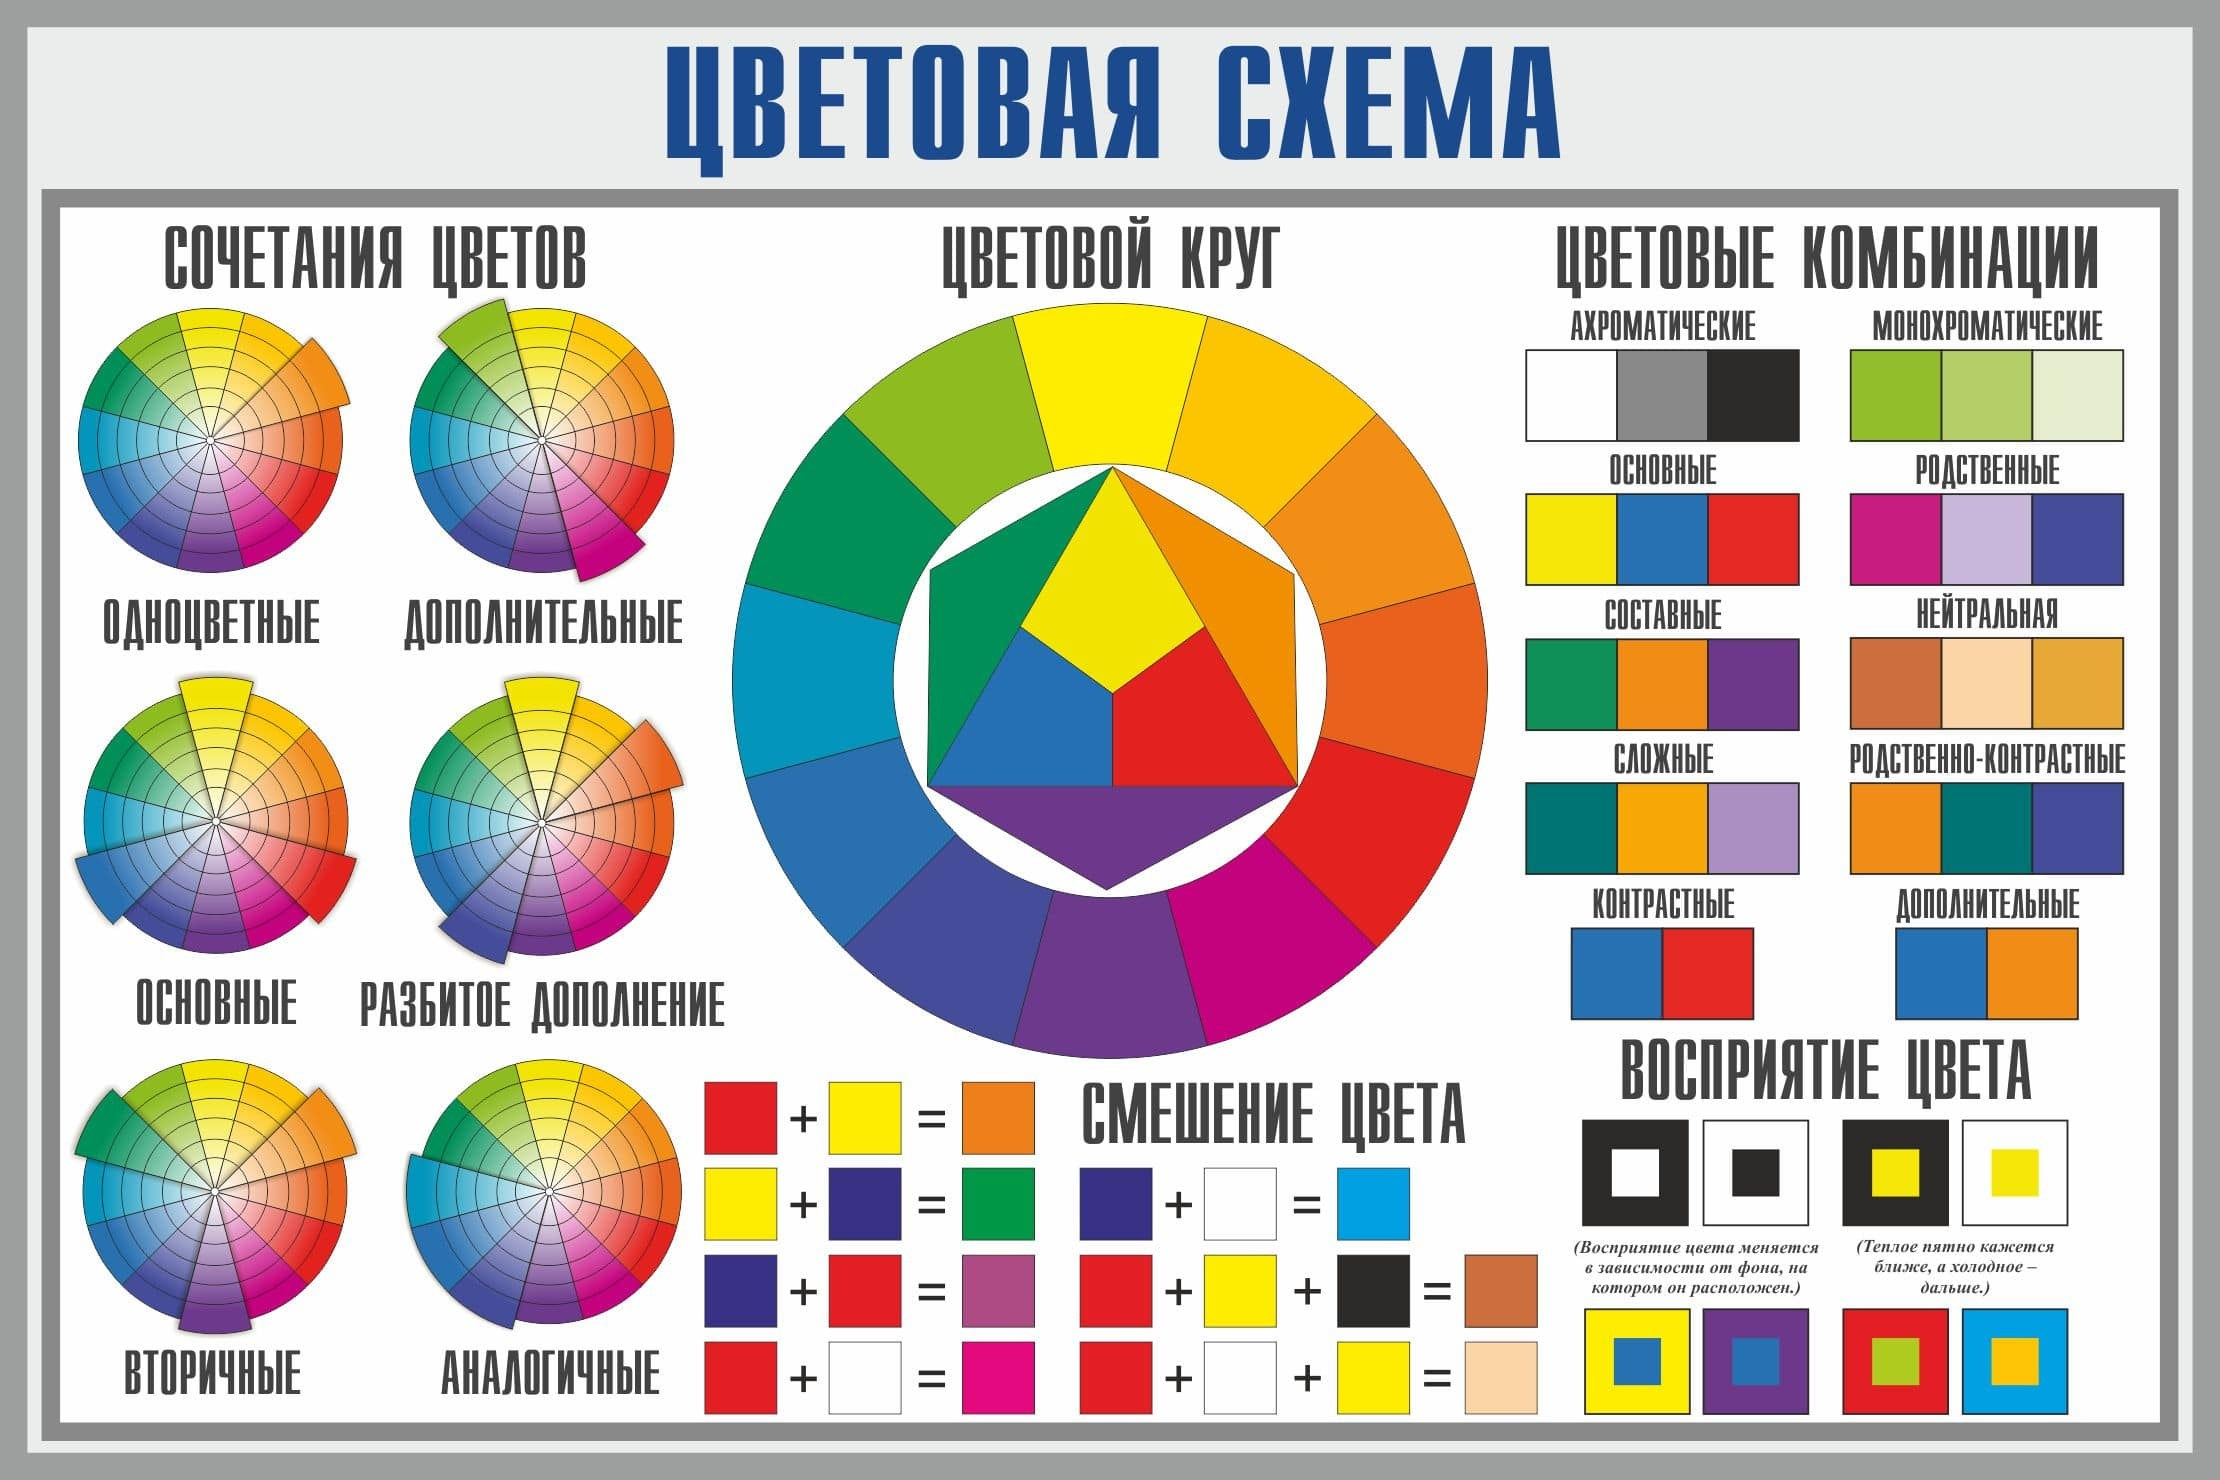 ЦВЕТОВАЯ СХЕМА
СОЧЕТАНИЯ ЦВЕТОВ
ОДНОЦВЕТНЫЕ
ДОПОЛНИТЕЛЬНЫЕ
ОСНОВНЫЕ
РАЗБИТОЕ ДОПОЛНЕНИЕ
ВТОРИЧНЫЕ
АНАЛОГИЧНЫЕ
ЦВЕТОВОЙ КРУГ
СМЕШЕНИЕ ЦВЕТА
+ =
+ =
+ =
+ =
+ =
+ + =
+ + =
ЦВЕТОВЫЕ КОМБИНАЦИИ
АХРОМАТИЧЕСКИЕ
МОНОХРОМАТИЧЕСКИЕ
ОСНОВНЫЕ
РОДСТВЕННЫЕ
СОСТАВНЫЕ
НЕЙТРАЛЬНАЯ
СЛОЖНЫЕ
РОДСТВЕННО-КОНТРАСТНЫЕ
КОНТРАСТНЫЕ
ДОПОЛНИТЕЛЬНЫЕ
ВОСПРИЯТИЕ ЦВЕТА
(Восприятие цвета меняется
в зависимости от фона, на
котором он расположен.)
(Теплое пятно кажется
ближе, а холодное –
дальше.)